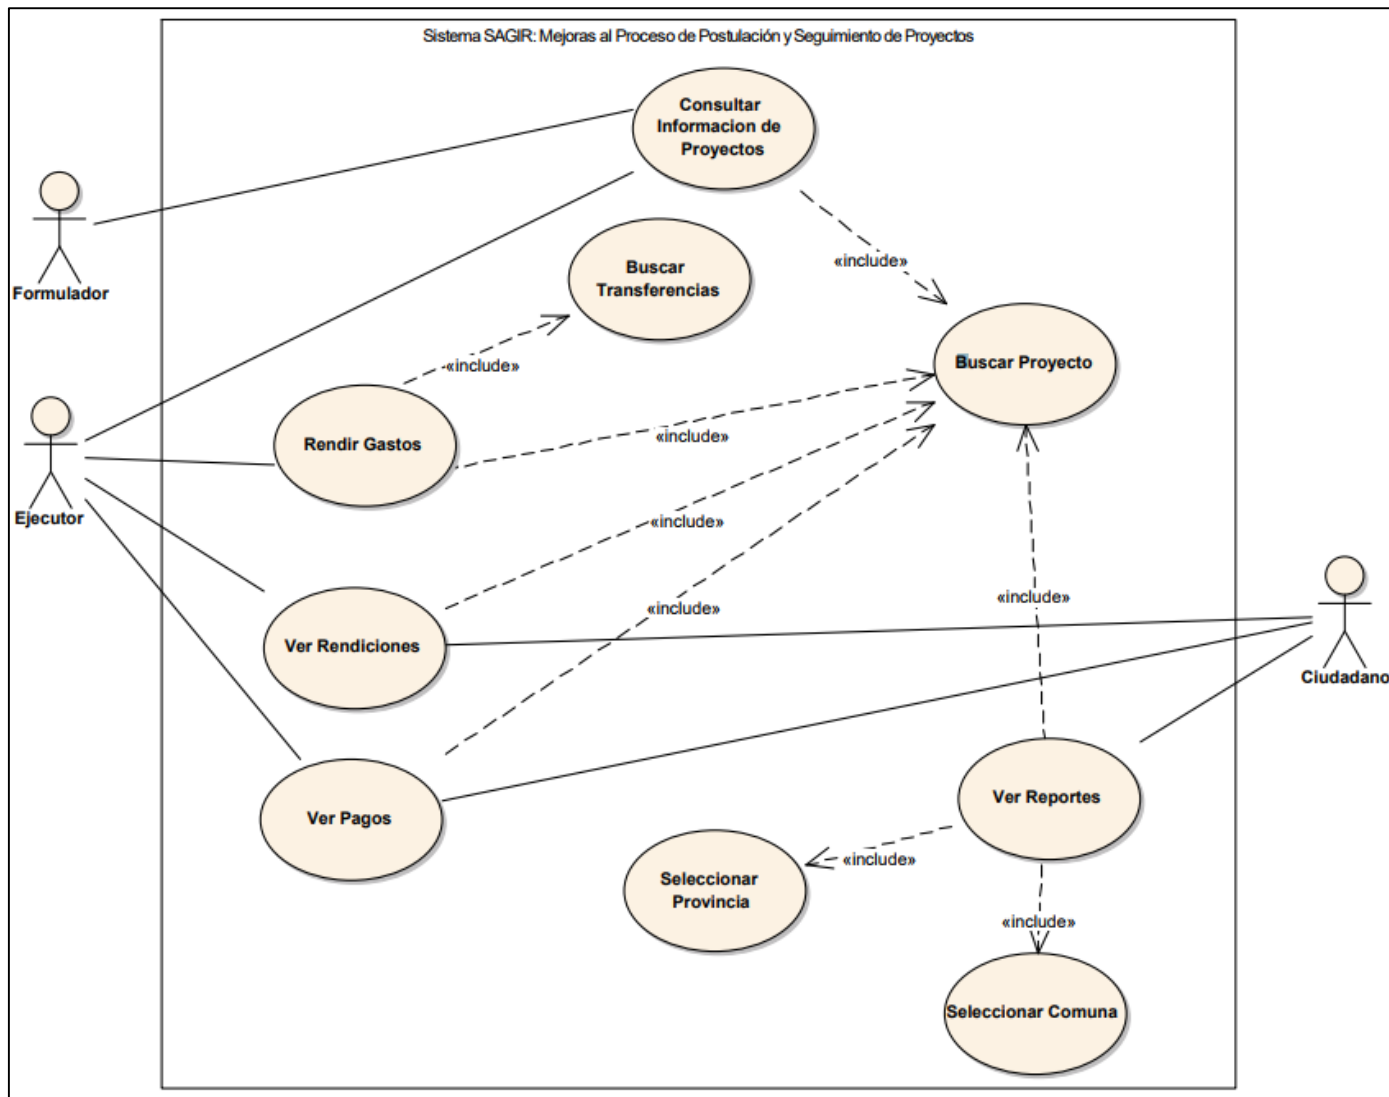 Sistema SAGIR: Mejoras al Proceso de Postulación y Seguimiento de Proyectos
Consultar
Informacion de
Proyectos
Formulador
Buscar
Transferencias
«include»
«include»
Buscar Proyecto
Rendir Gastos
«include»
Ejecutor
«include»
«include»
«include»
Ver Rendiciones
Ciudadano
Ver Pagos
Ver Reportes
«include»
Seleccionar
Provincia
«include»
Seleccionar Comuna